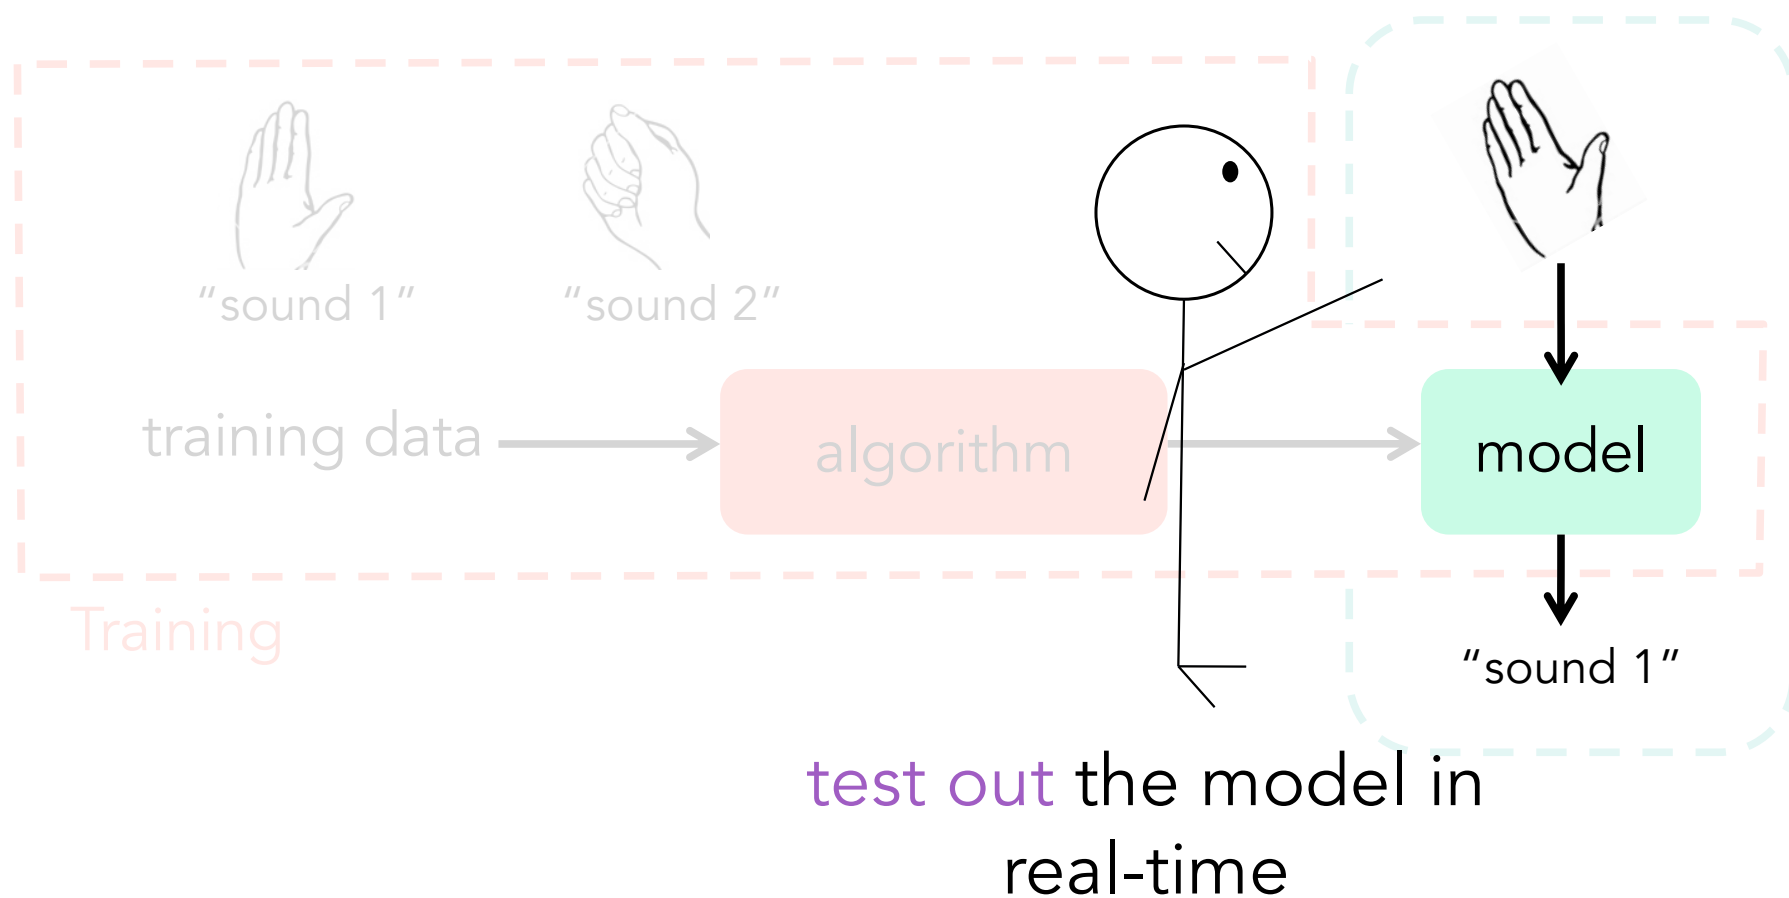 “sound 1”
“sound 2”
training data
algorithm
model
Training
“sound 1”
test out the model in
real-time